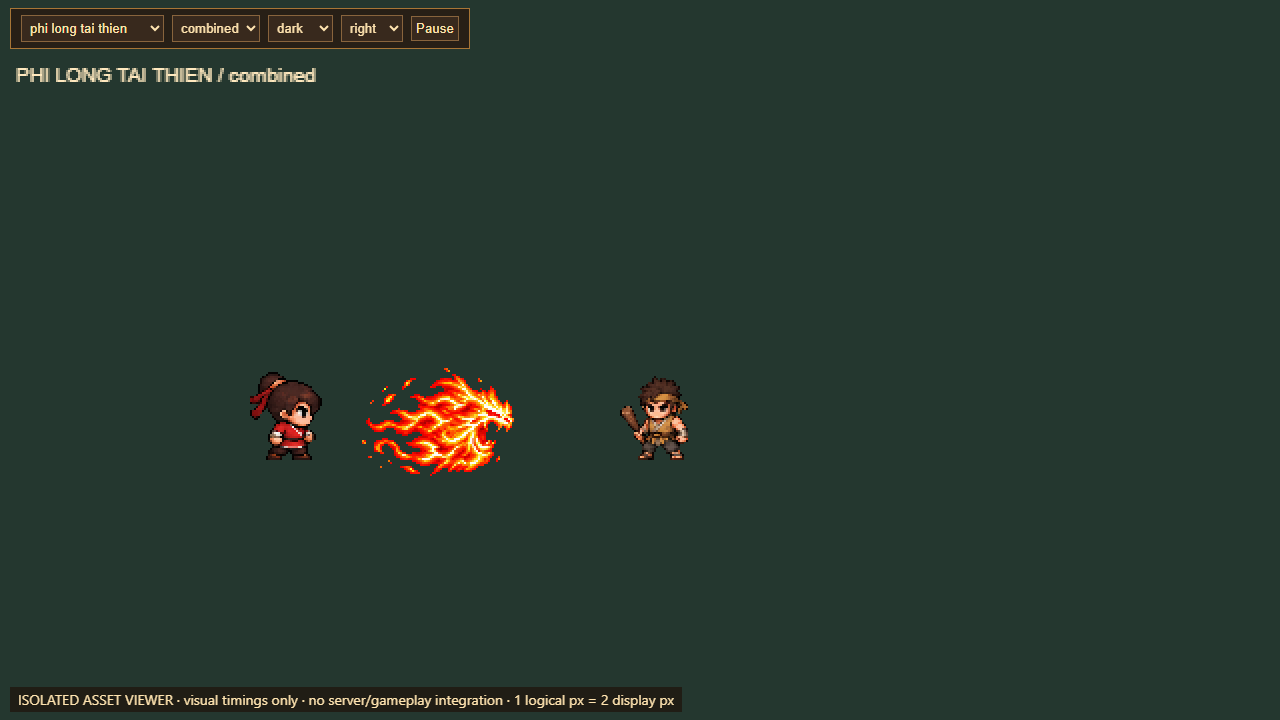 phi long tai thien combined dark right Pause
PHI LONG TAI THIEN / combined
ISOLATED ASSET VIEWER · visual timings only · no server/gameplay integration · 1 logical px = 2 display px